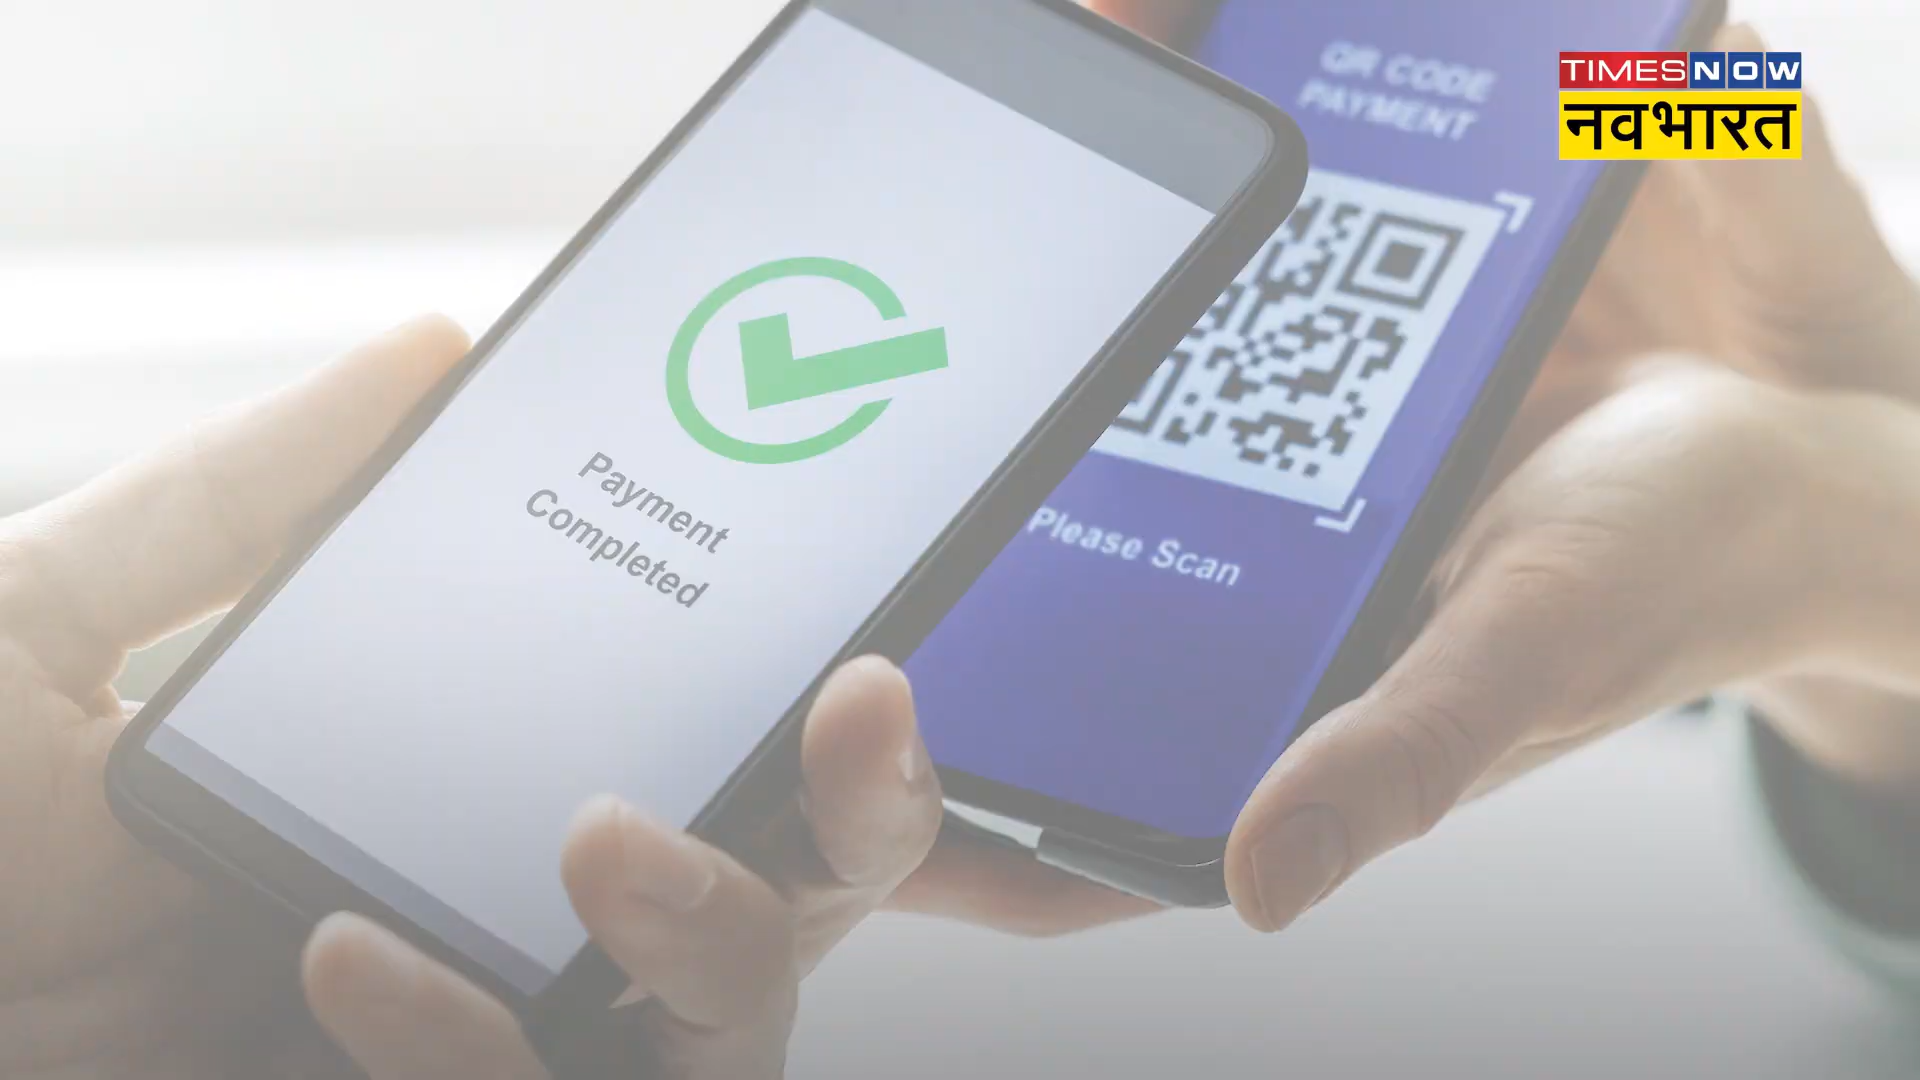 TIMES NOW
नवभारत
QR CODE
PAYMENT
Please Scan
Payment
Completed